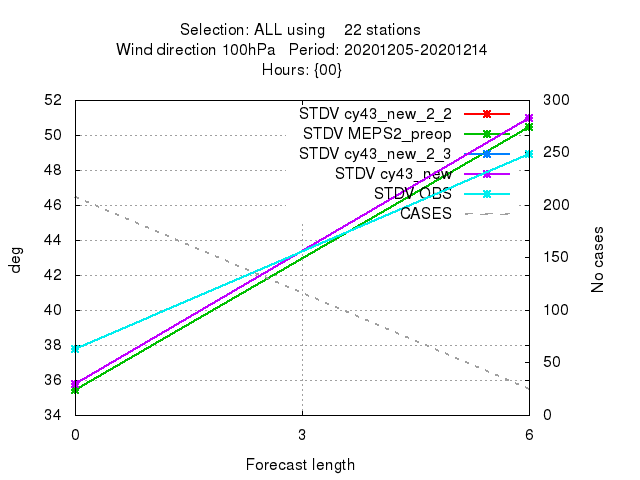 Selection: ALL using 22 stations
Wind direction 100hPa Period: 20201205-20201214
Hours: {00}
52 300
STDV cy43_new_2_2
50 STDV MEPS2_preop
STDV cy43_new_2_3 250
48 STDV cy43_new
STDV OBS
46 CASES 200
44
deg 42 150 No cases
40 100
38
36 50
34 0
0 3 6
Forecast length